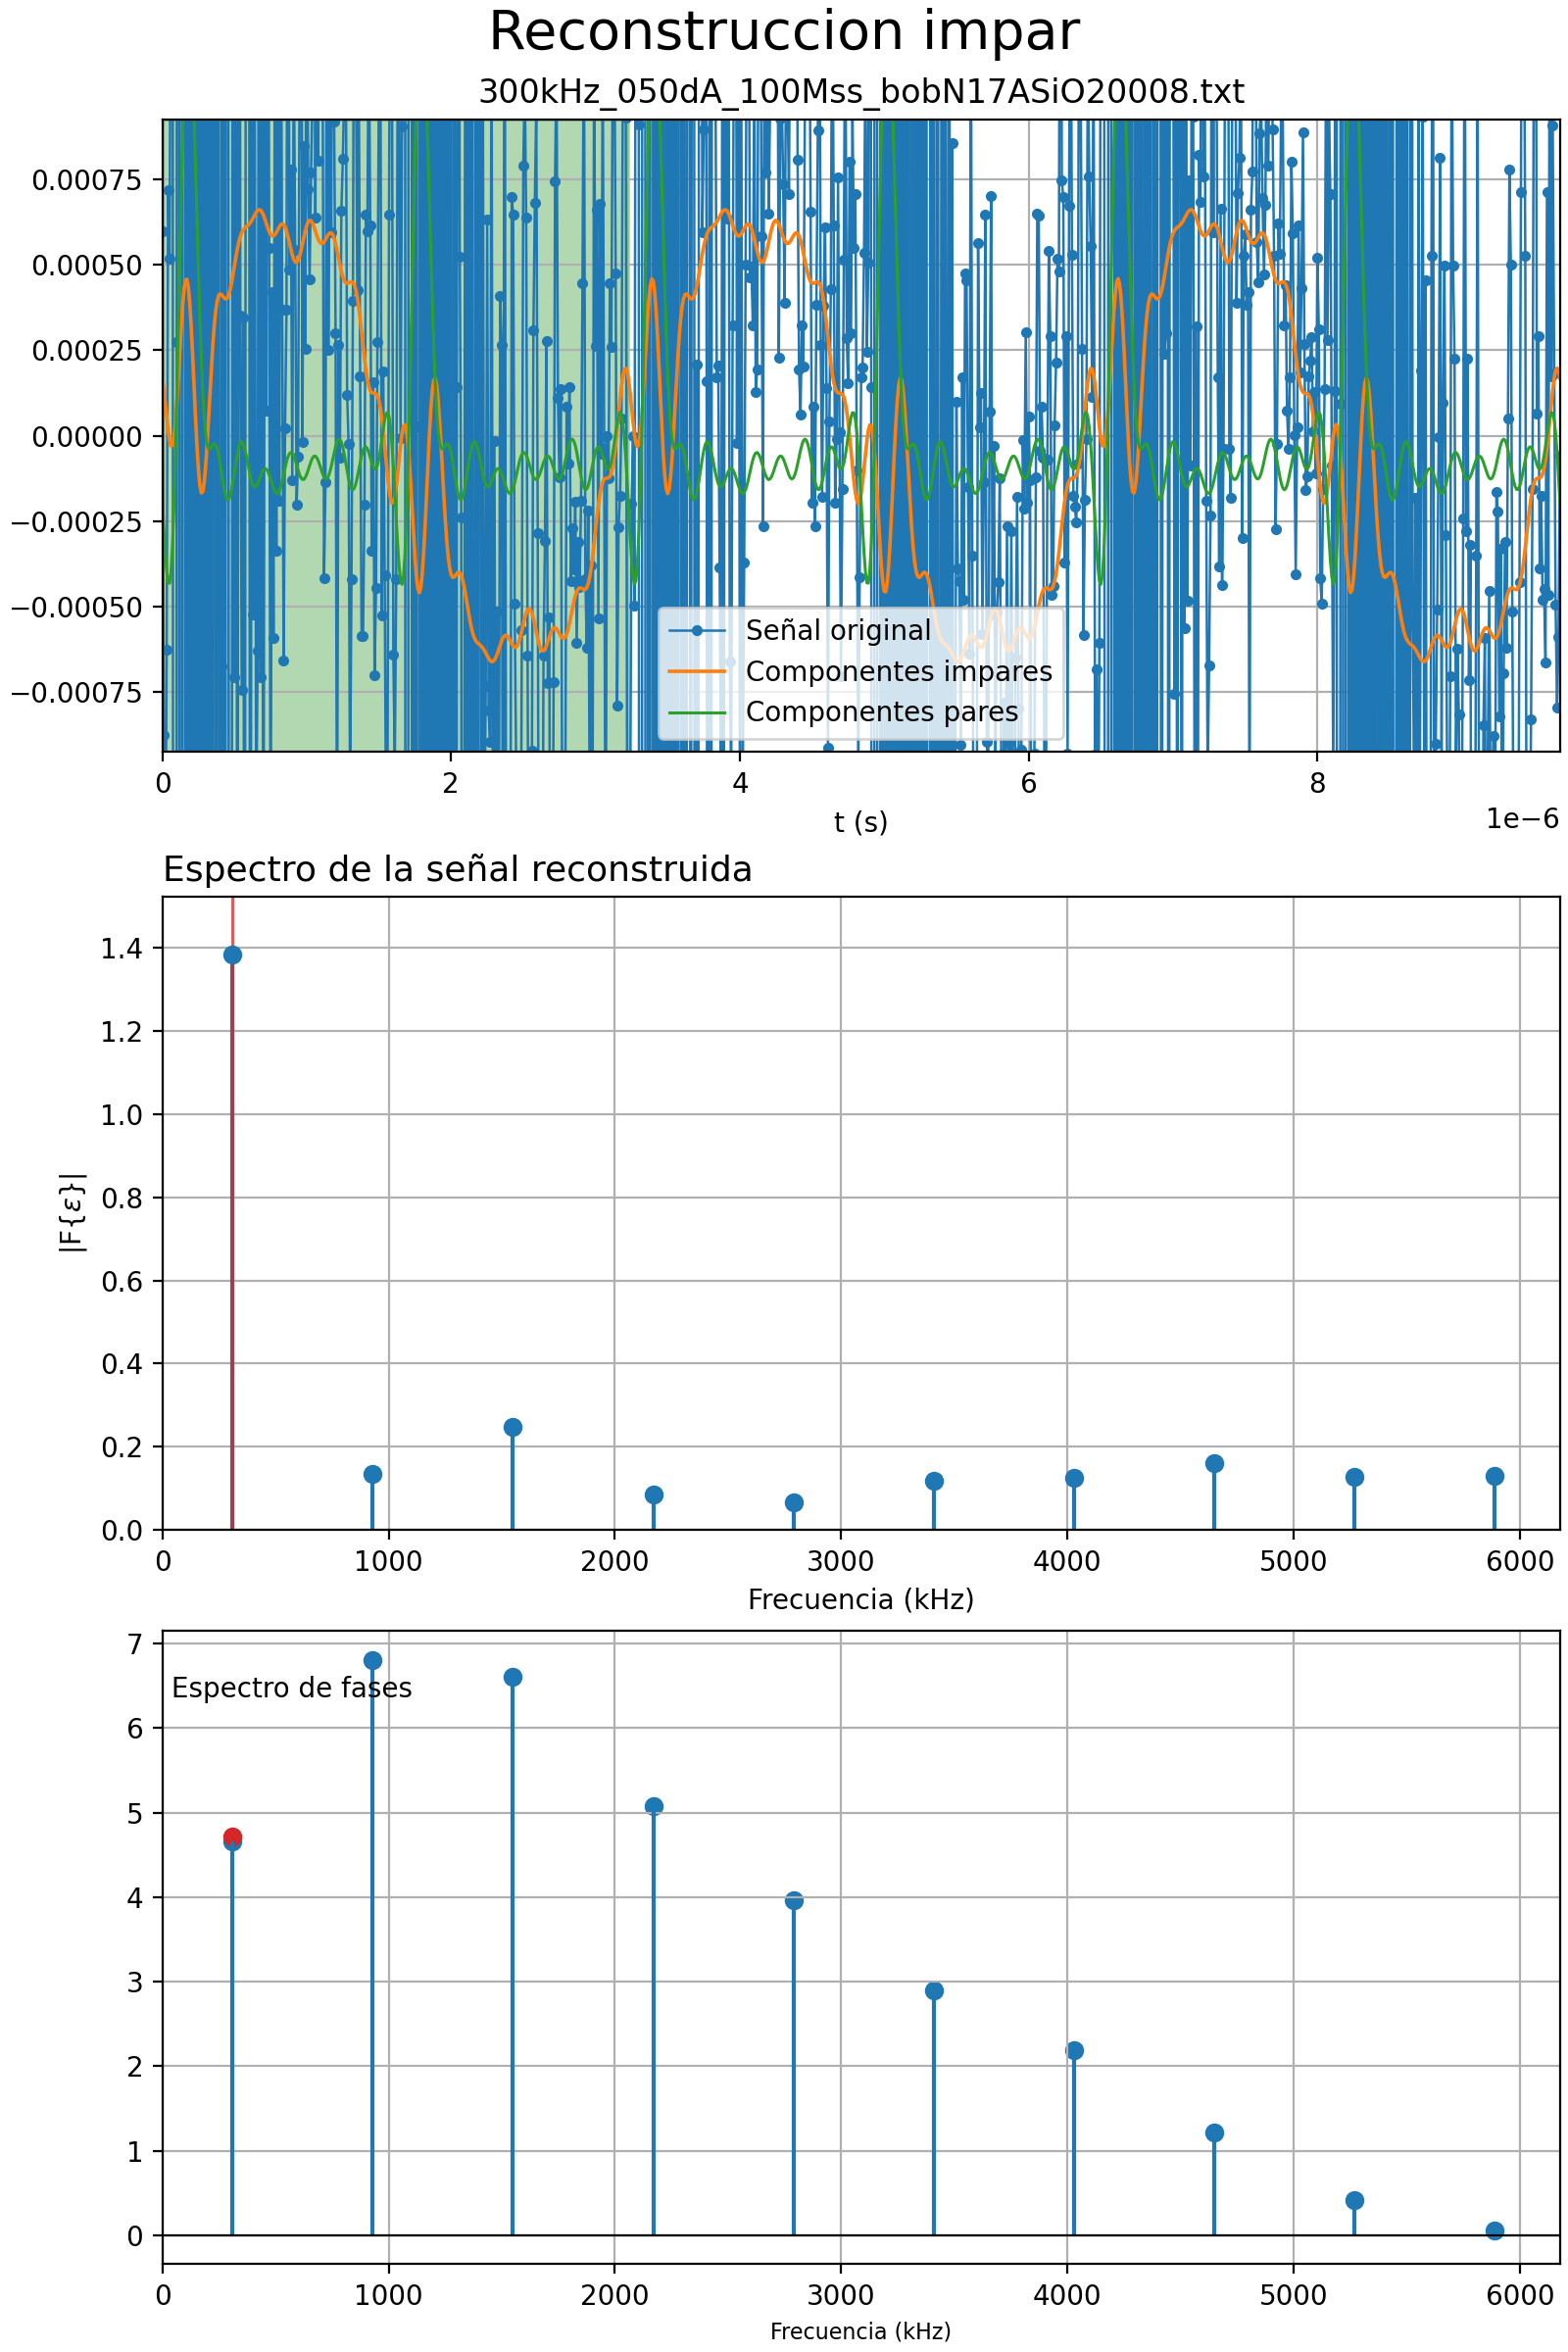 Reconstruccion impar
300kHz_050dA_100Mss_bobN17ASiO20008.txt
0.00075
0.00050
0.00025
0.00000
−0.00025
−0.00050
−0.00075
Señal original
Componentes impares
Componentes pares
0 2 4 6 8
1e−6
t (s)
Espectro de la señal reconstruida
1.4
1.2
1.0
0.8
0.6
0.4
0.2
0.0
|F{ε}|
0 1000 2000 3000 4000 5000 6000
Frecuencia (kHz)
7
Espectro de fases
6
5
4
3
2
1
0
0 1000 2000 3000 4000 5000 6000
Frecuencia (kHz)